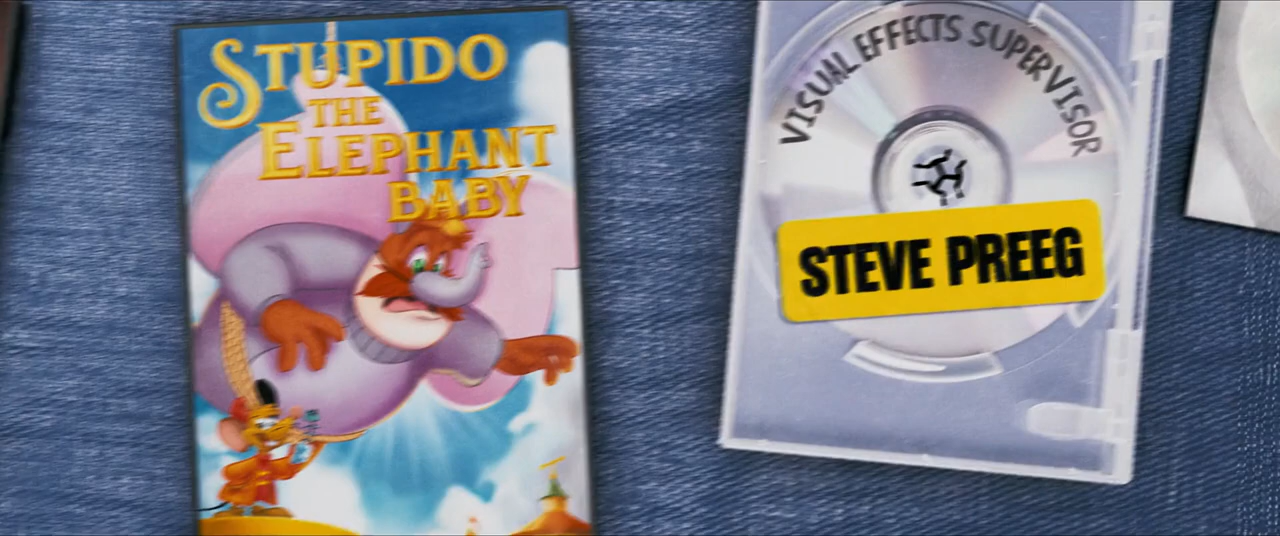 STUPIDO
THE
ELEPHANT
BABY
VISUAL EFFECTS SUPERVISOR
STEVE PREEG